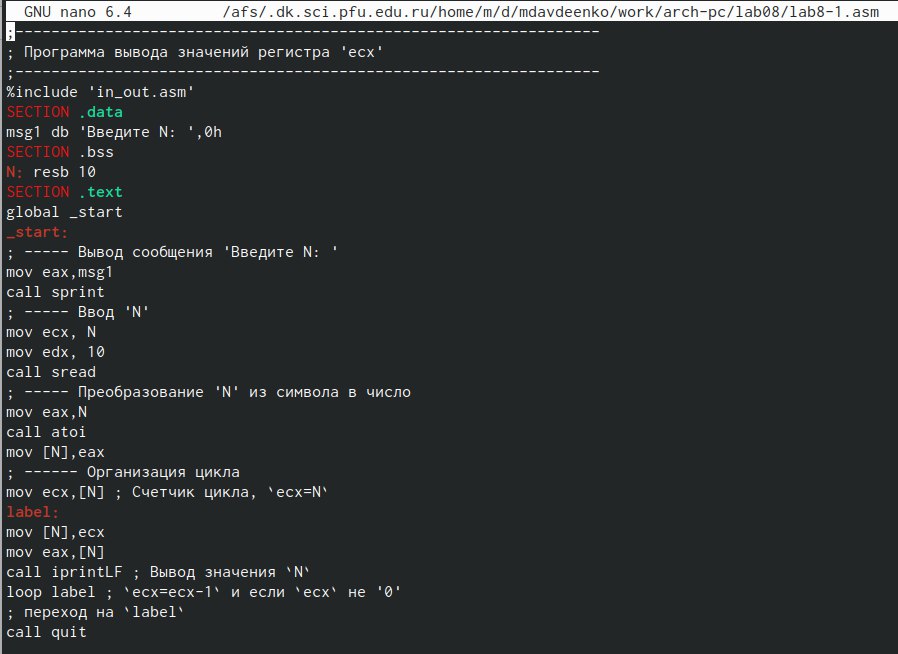 GNU nano 6.4 /afs/.dk.sci.pfu.edu.ru/home/m/d/mdavdeenko/work/arch-pc/lab08/lab8-1.asm
;-----------------------------------------------------------------
; Программа вывода значений регистра 'ecx'
;-----------------------------------------------------------------
%include 'in_out.asm'
SECTION .data
msg1 db 'Введите N: ',0h
SECTION .bss
N: resb 10
SECTION .text
global _start
_start:
; ----- Вывод сообщения 'Введите N: '
mov eax,msg1
call sprint
; ----- Ввод 'N'
mov ecx, N
mov edx, 10
call sread
; ----- Преобразование 'N' из символа в число
mov eax,N
call atoi
mov [N],eax
; ------ Организация цикла
mov ecx,[N] ; Счетчик цикла, `ecx=N`
label:
mov [N],ecx
mov eax,[N]
call iprintLF ; Вывод значения `N`
loop label ; `ecx=ecx-1` и если `ecx` не '0'
; переход на `label`
call quit